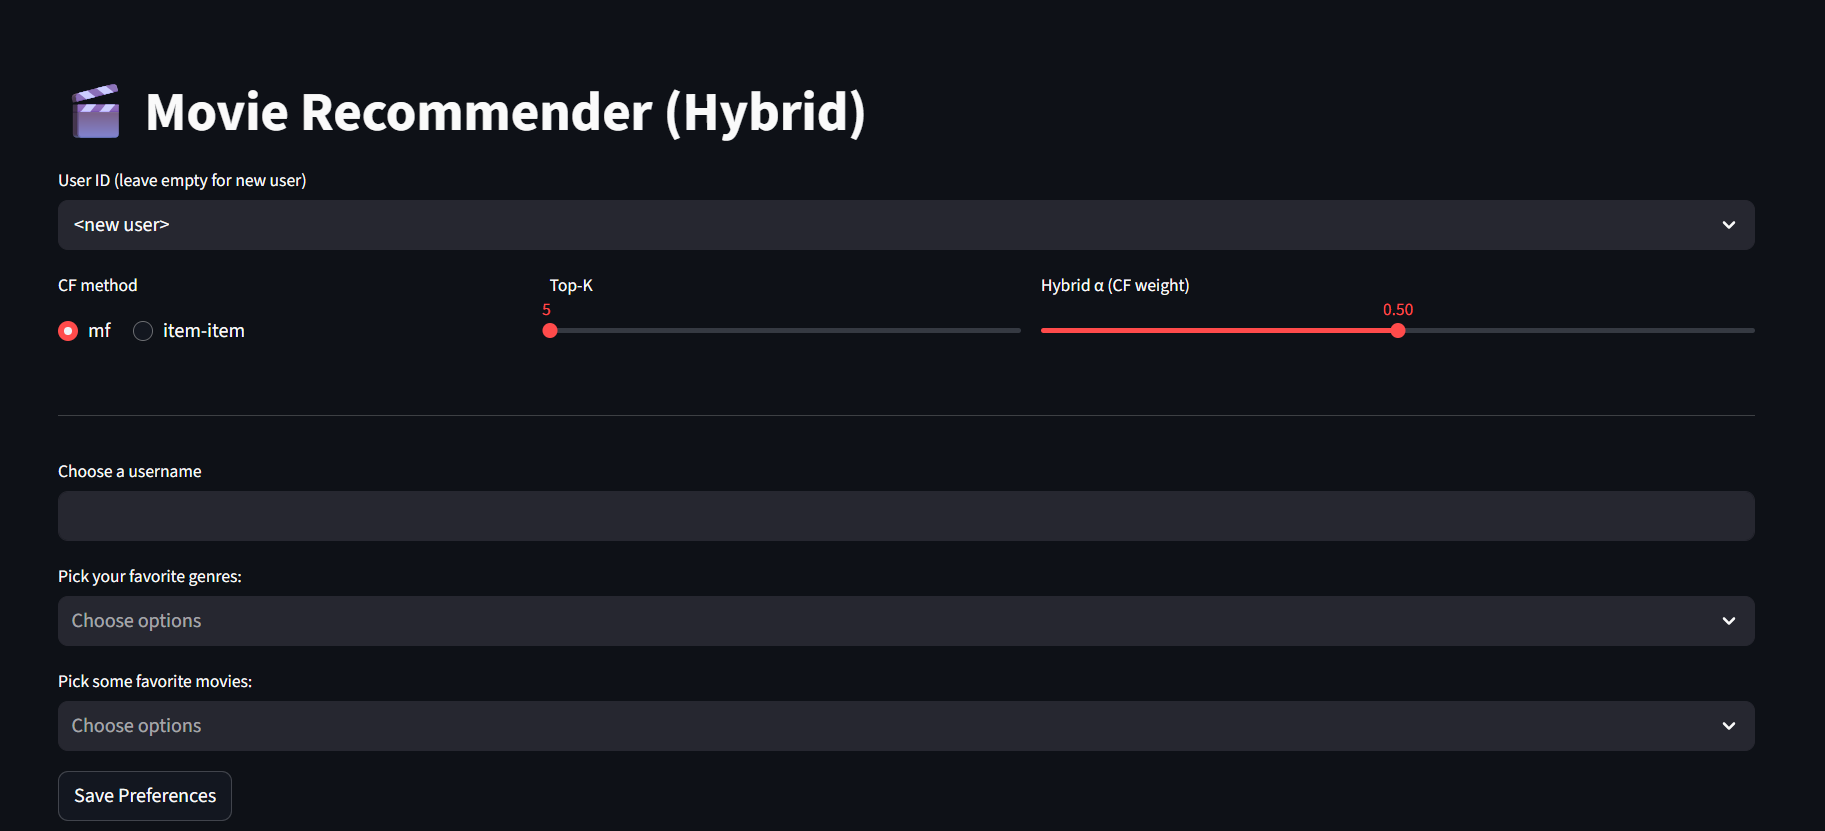 Movie Recommender (Hybrid)
User ID (leave empty for new user)
<new user>
CF method
Top-K
Hybrid α (CF weight)
5
0.50
mf
item-item
Choose a username
Pick your favorite genres:
Choose options
Pick some favorite movies:
Choose options
Save Preferences